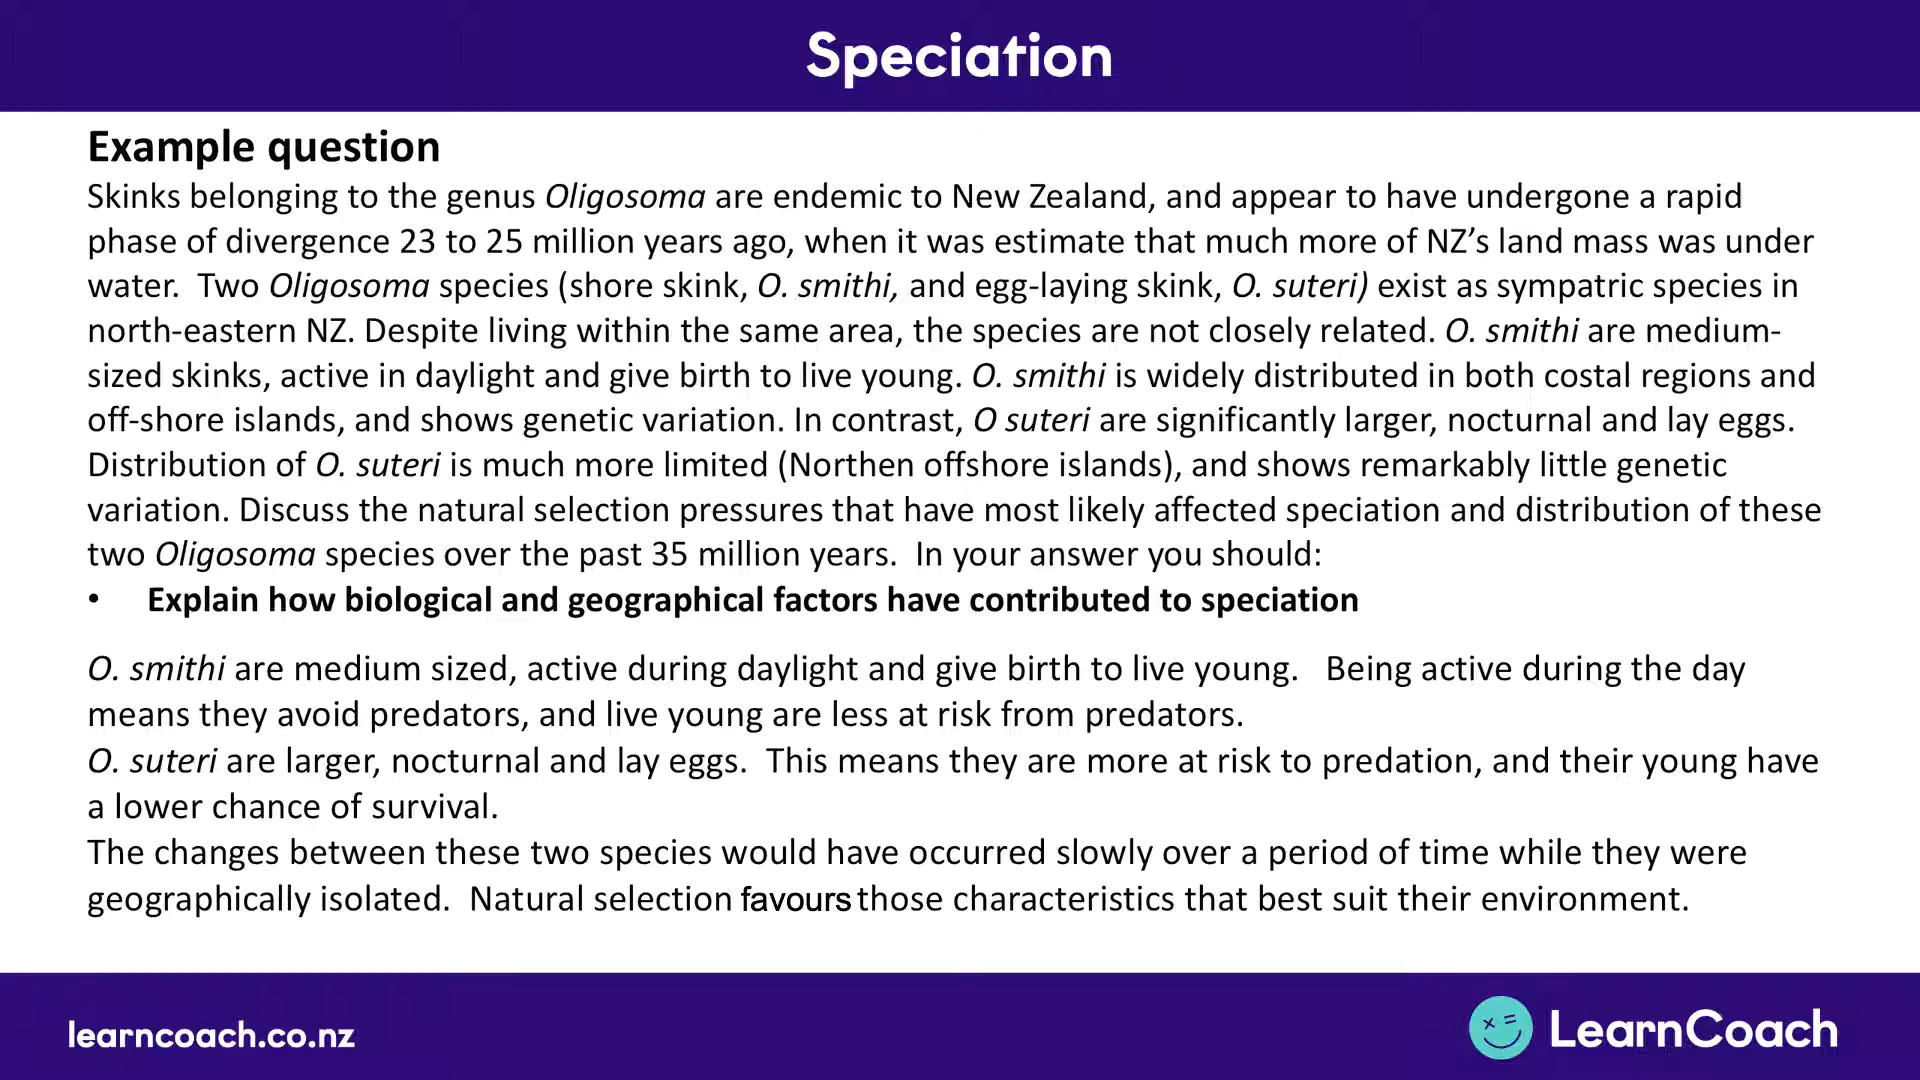 Speciation
Example question
Skinks belonging to the genus Oligosoma are endemic to New Zealand, and appear to have undergone a rapid
phase of divergence 23 to 25 million years ago, when it was estimate that much more of NZ’s land mass was under
water.  Two Oligosoma species (shore skink, O. smithi, and egg-laying skink, O. suteri) exist as sympatric species in
north-eastern NZ. Despite living within the same area, the species are not closely related. O. smithi are medium-
sized skinks, active in daylight and give birth to live young. O. smithi is widely distributed in both costal regions and
off-shore islands, and shows genetic variation. In contrast, O suteri are significantly larger, nocturnal and lay eggs.
Distribution of O. suteri is much more limited (Northen offshore islands), and shows remarkably little genetic
variation. Discuss the natural selection pressures that have most likely affected speciation and distribution of these
two Oligosoma species over the past 35 million years.  In your answer you should:
• Explain how biological and geographical factors have contributed to speciation
O. smithi are medium sized, active during daylight and give birth to live young.   Being active during the day
means they avoid predators, and live young are less at risk from predators.
O. suteri are larger, nocturnal and lay eggs.  This means they are more at risk to predation, and their young have
a lower chance of survival.
The changes between these two species would have occurred slowly over a period of time while they were
geographically isolated.  Natural selection favours those characteristics that best suit their environment.
learncoach.co.nz
LearnCoach